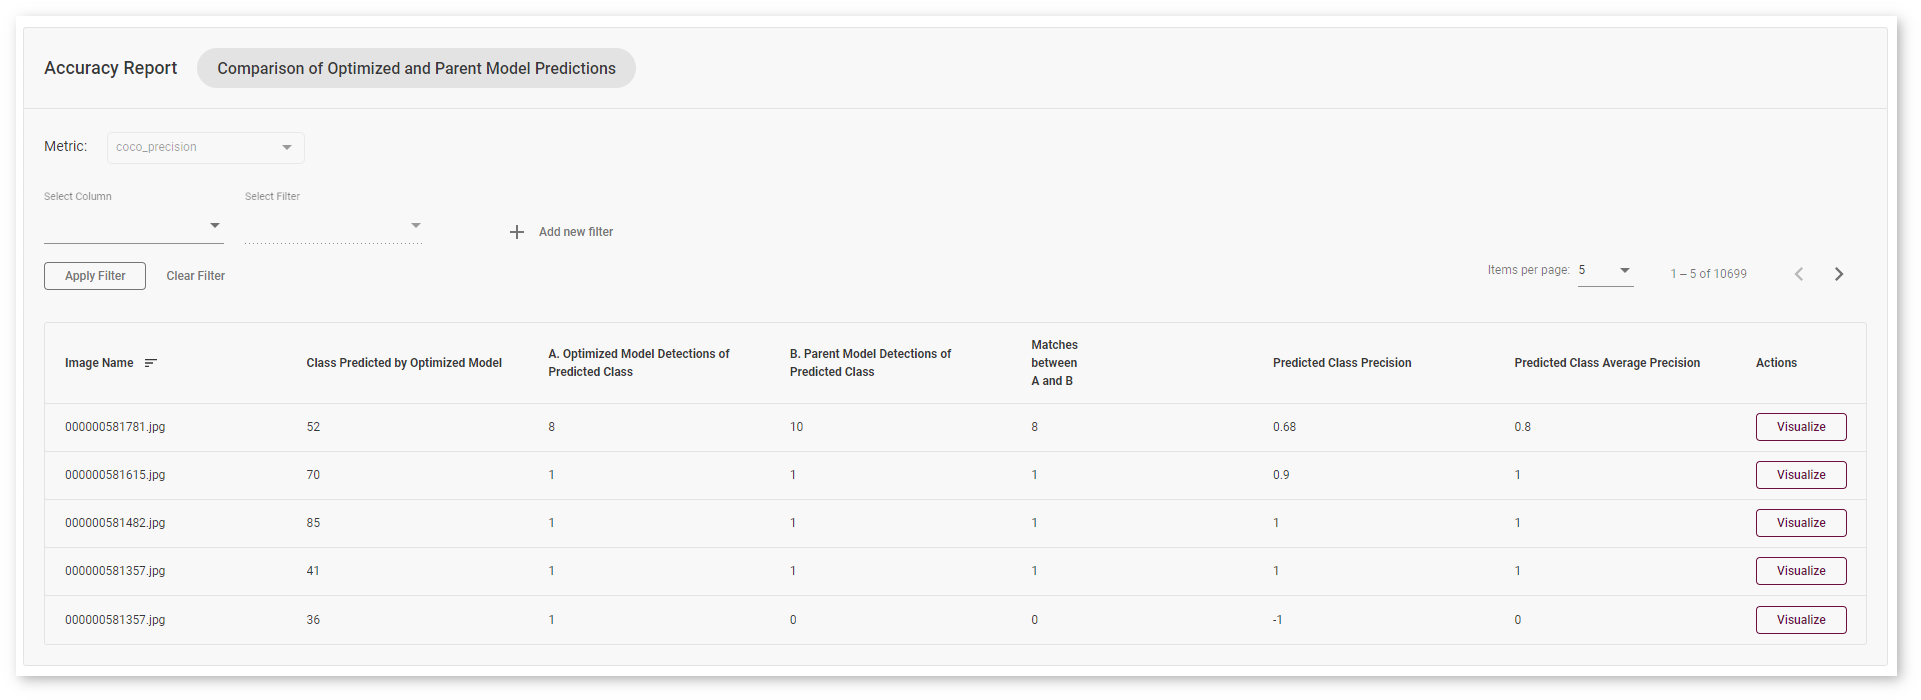 Accuracy Report Comparison of Optimized and Parent Model Predictions
Metric: coco_precision
Select Column Select Filter
Add new filter
Apply Filter Clear Filter Items per page: 5 1 – 5 of 10699
Image Name Class Predicted by Optimized Model A. Optimized Model Detections of Predicted Class B. Parent Model Detections of Predicted Class Matches between A and B Predicted Class Precision Predicted Class Average Precision Actions
000000581781.jpg 52 8 10 8 0.68 0.8 Visualize
000000581615.jpg 70 1 1 1 0.9 1 Visualize
000000581482.jpg 85 1 1 1 1 1 Visualize
000000581357.jpg 41 1 1 1 1 1 Visualize
000000581357.jpg 36 1 0 0 -1 0 Visualize